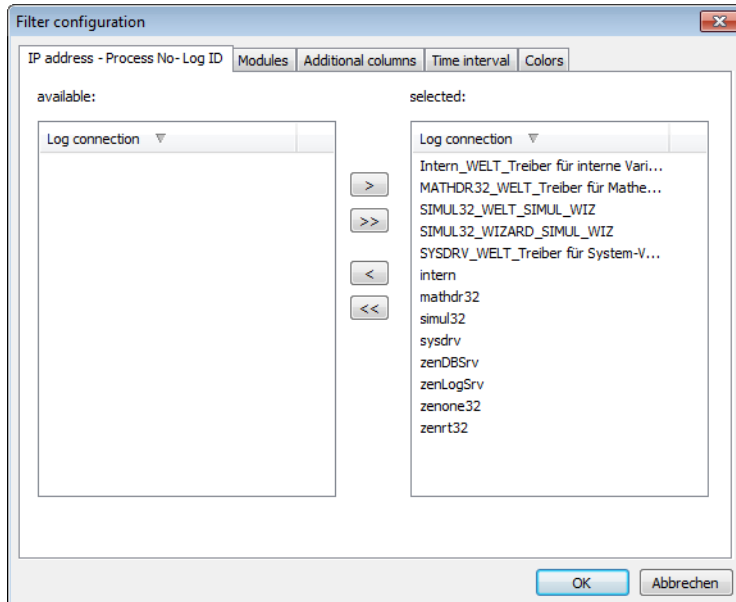 Filter configuration
IP address - Process No- Log ID Modules Additional columns Time interval Colors
available: selected:
Log connection Log connection
Intern_WELT_Treiber für interne Vari...
> MATHDR32_WELT_Treiber für Mathe...
SIMUL32_WELT_SIMUL_WIZ
>> SIMUL32_WIZARD_SIMUL_WIZ
SYSDRV_WELT_Treiber für System-V...
< intern
mathdr32
<< simul32
sysdrv
zenDBSrv
zenLogSrv
zenone32
zenrt32
OK Abbrechen